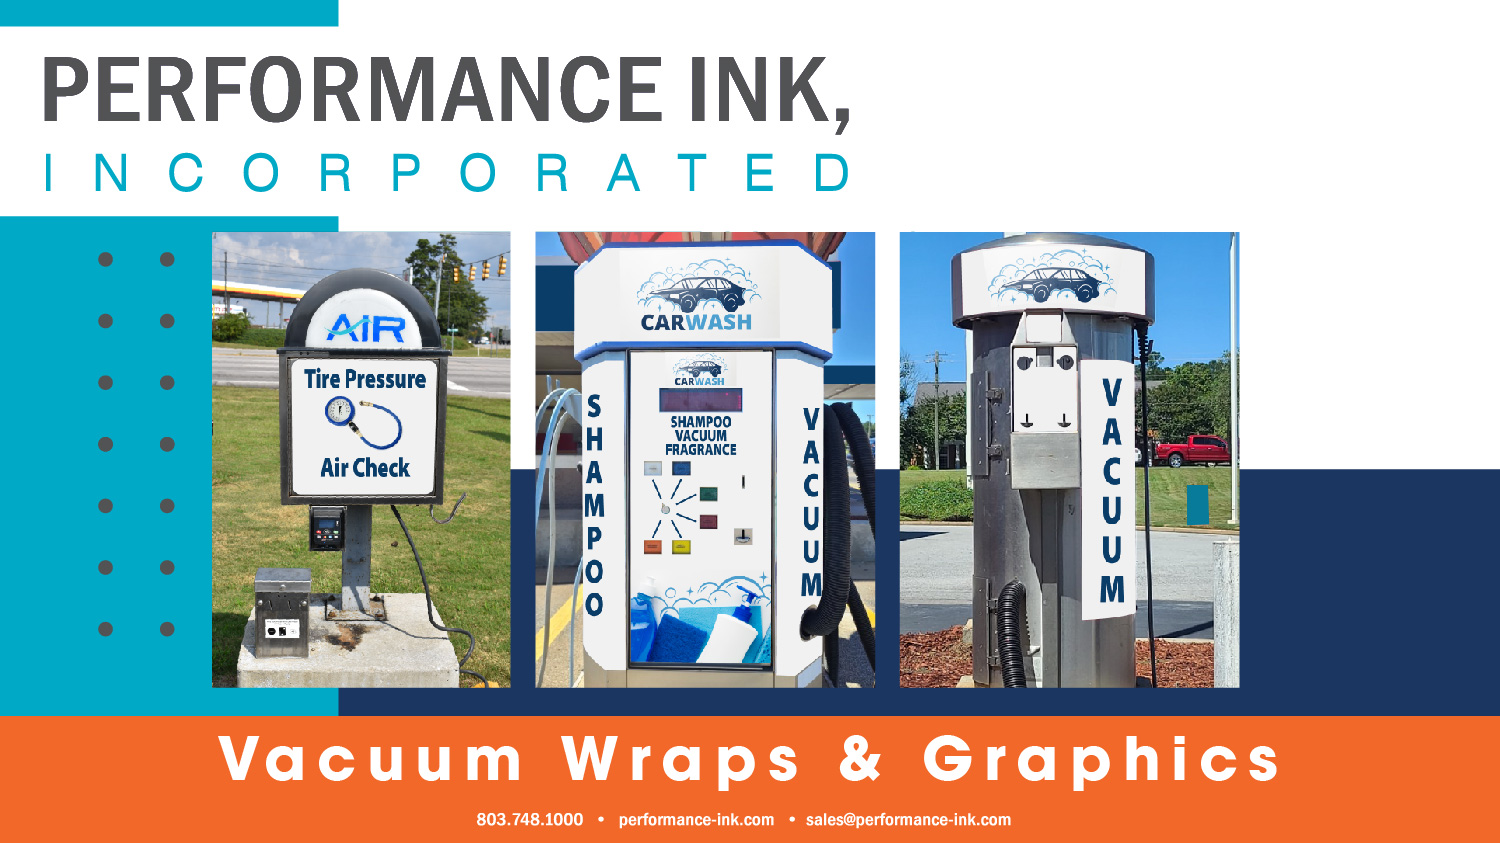 PERFORMANCE INK,
INCORPORATED
AIR
Tire Pressure
Air Check
CARWASH
CARWASH
SHAMPOO
VACUUM
FRAGRANCE
SHAMPOO
VACUUM
VACUUM
Vacuum Wraps & Graphics
803.748.1000 • performance-ink.com • sales@performance-ink.com